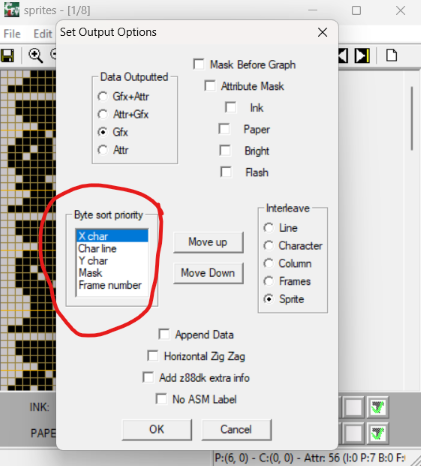 sprites - [1/8]
File Edit
Set Output Options
Mask Before Graph
Data Outputted
Gfx+Attr
Attr+Gfx
Gfx
Attr
Attribute Mask
Ink
Paper
Bright
Flash
Byte sort priority
X char
Char line
Y char
Mask
Frame number
Move up
Move Down
Interleave
Line
Character
Column
Frames
Sprite
Append Data
Horizontal Zig Zag
Add z88dk extra info
No ASM Label
OK Cancel
INK:
PAPE
P:(6, 0) - C:(0, 0) - Attr: 56 (I:0 P:7 B:0 F: